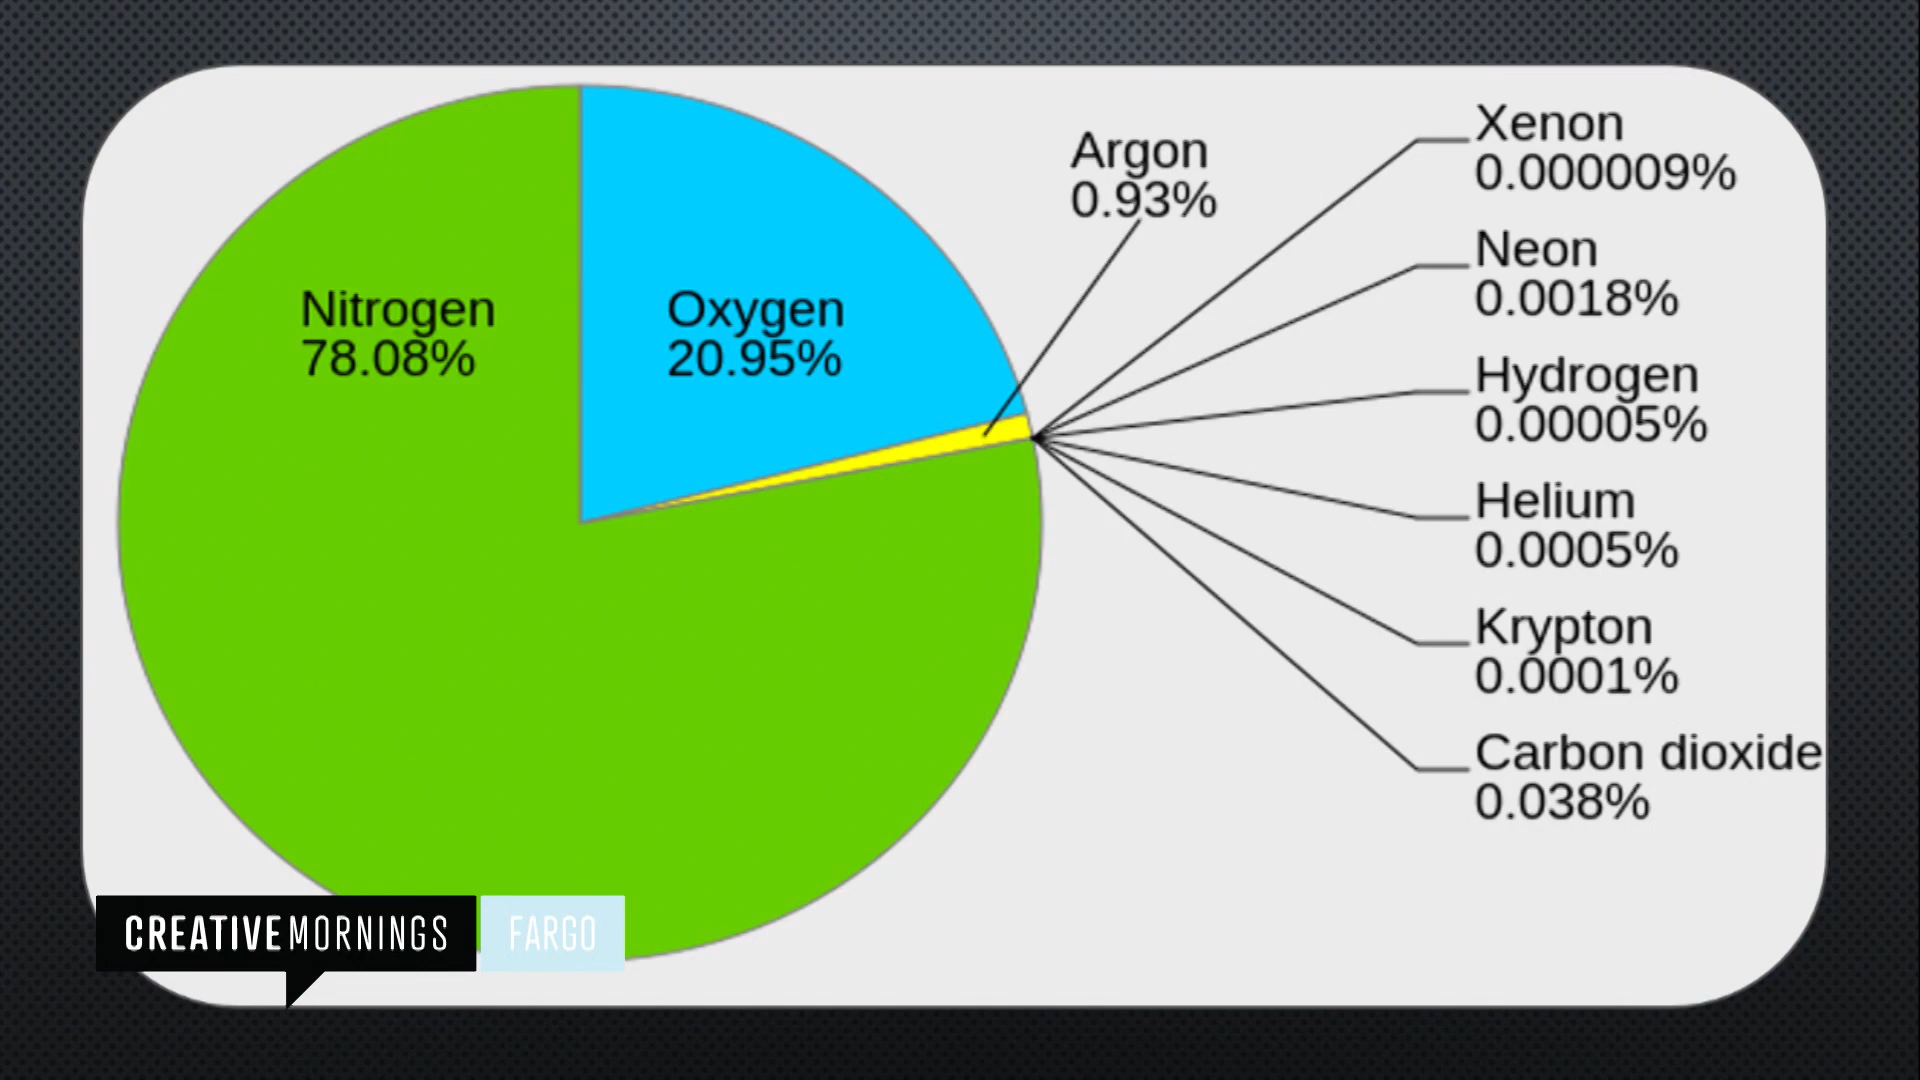 Nitrogen
78.08%
Oxygen
20.95%
Argon
0.93%
Xenon
0.000009%
Neon
0.0018%
Hydrogen
0.00005%
Helium
0.0005%
Krypton
0.0001%
Carbon dioxide
0.038%
CREATIVEMORNINGS FARGO